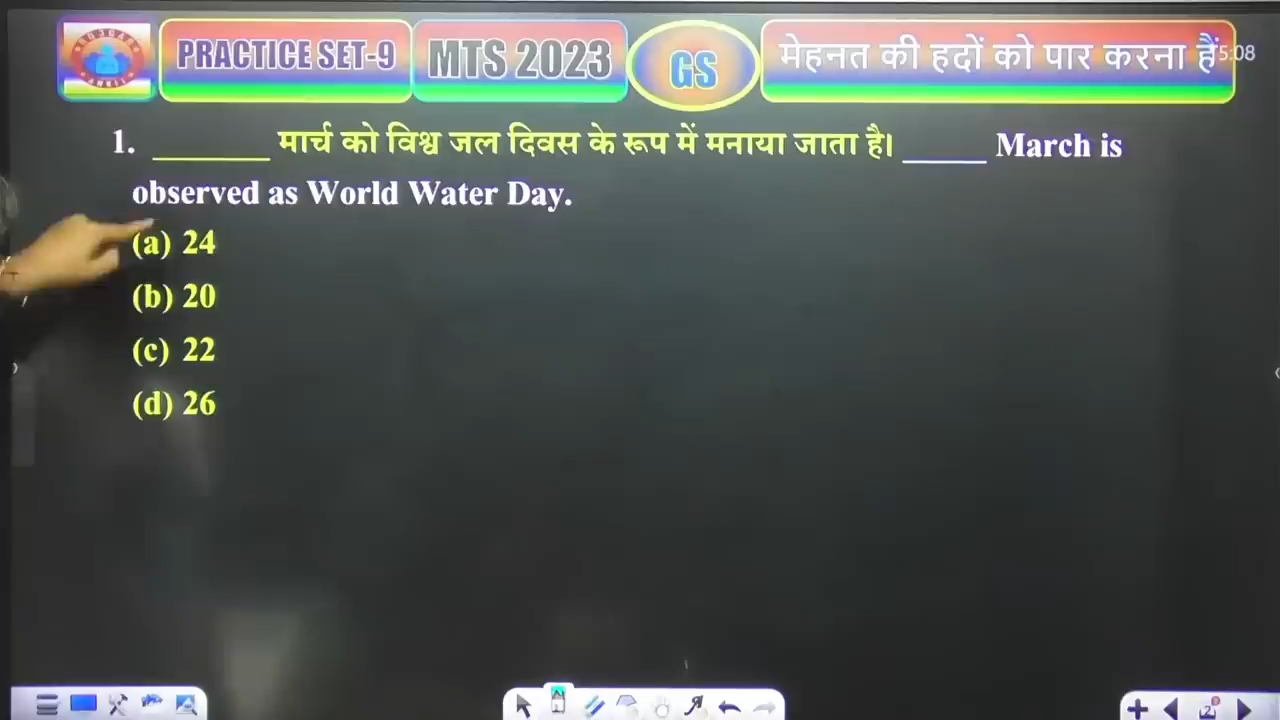 PRACTICE SET-9 MTS 2023 GS मेहनत की हदों को पार करना हैं 5:08
1. ______ मार्च को विश्व जल दिवस के रूप में मनाया जाता है। _____ March is
observed as World Water Day.
(a) 24
(b) 20
(c) 22
(d) 26